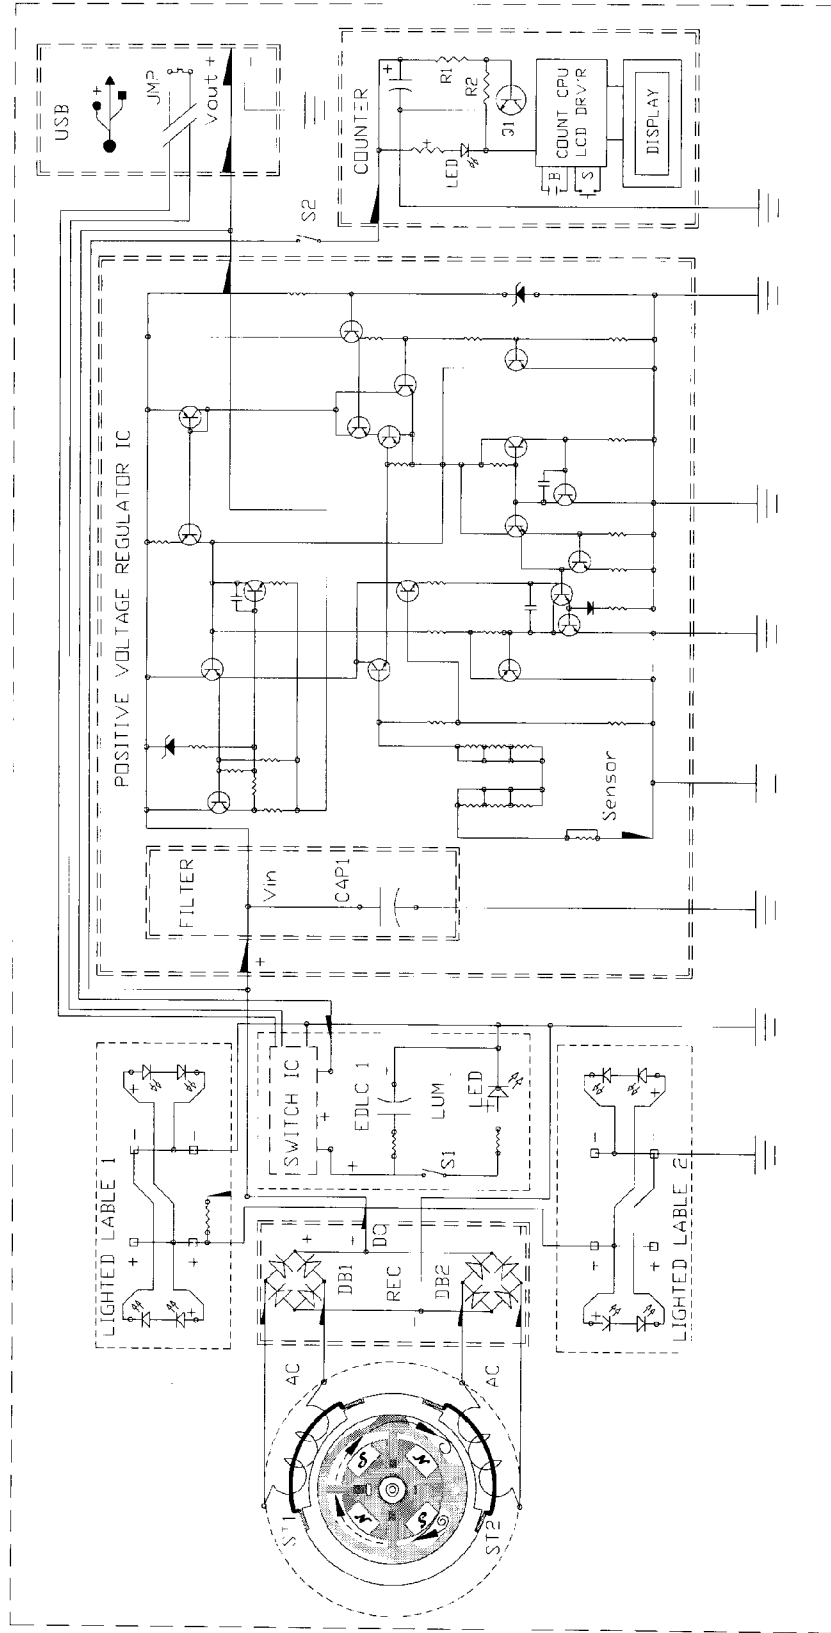 USB
JMP
Vout +
-
S2
COUNTER
+
R1
R2
Q1
+
LED
COUNT CPU
LCD DRV'R
B
S
DISPLAY
POSITIVE VOLTAGE REGULATOR IC
Sensor
FILTER
Vin
CAP1
+
LIGHTED LABLE 1
+
-
+
-
+
+
SWITCH IC
+
+
EDLC 1
-
LUM
S1
LED
+
LIGHTED LABLE 2
+
-
+
-
+
+
+
-
DC
DB1
REC
DB2
-
AC
AC
ST1
ST2
N
S
N
S